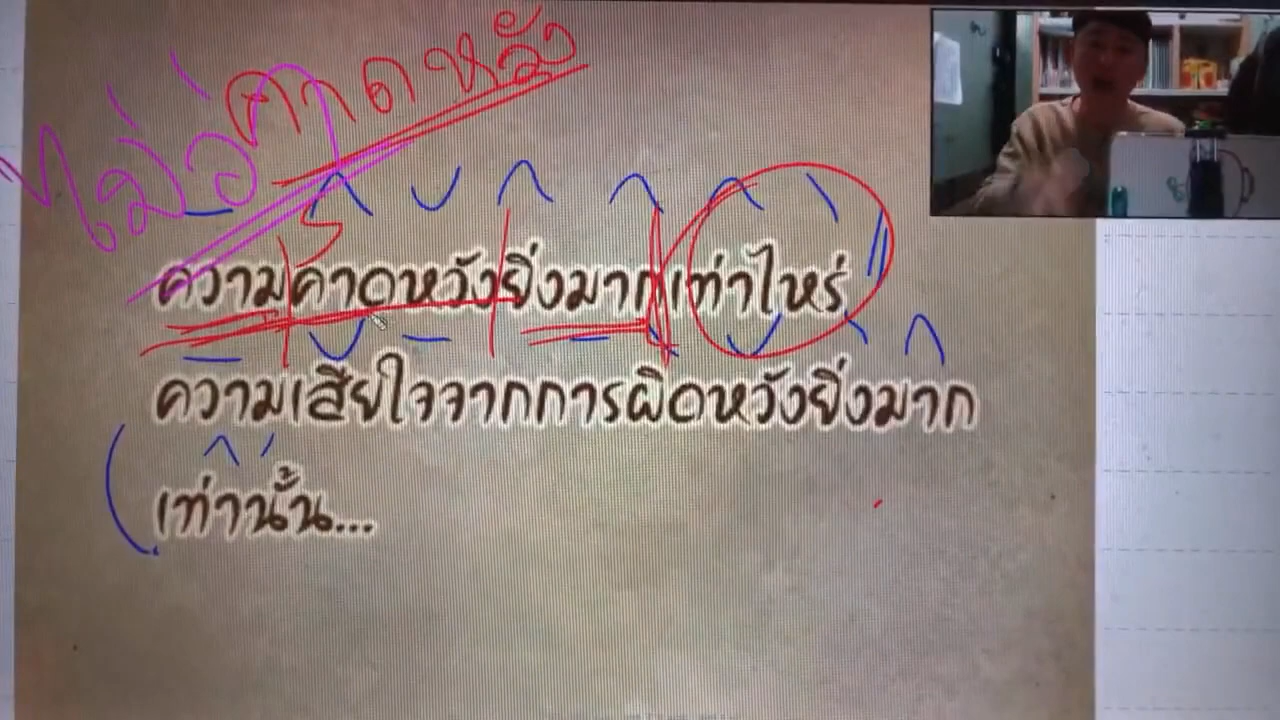 ไม่อ คาดหลัง
ความคาดหวังยิ่งมากเท่าไหร่
ความเสียใจจากการผิดหวังยิ่งมาก
เท่านั้น...